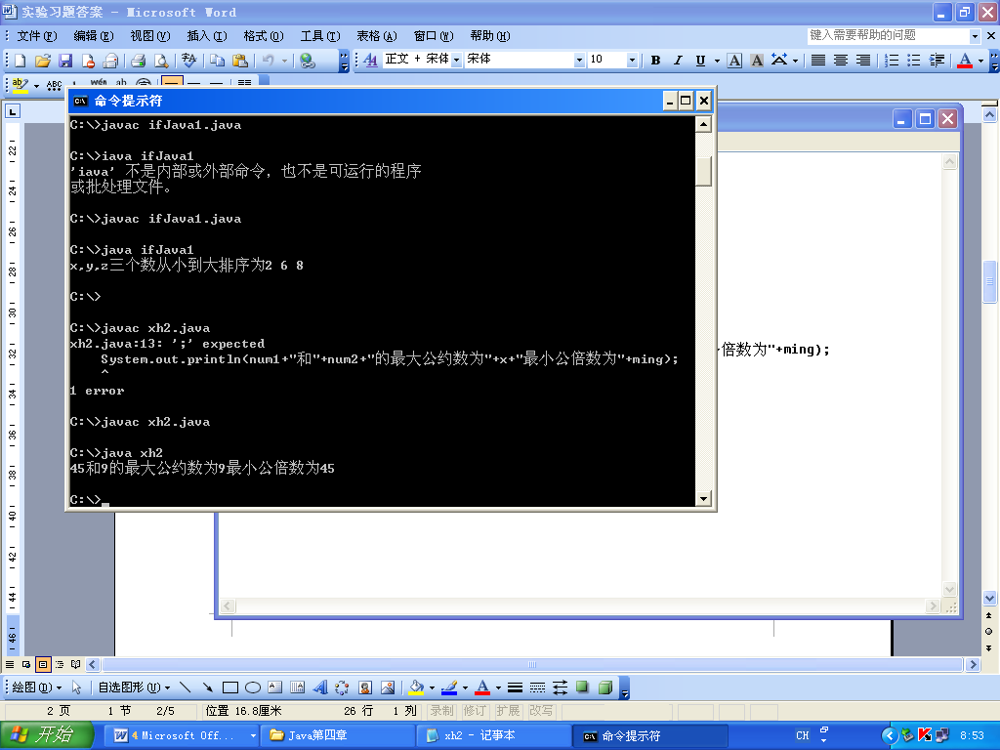 实验习题答案 - Microsoft Word
文件(F) 编辑(E) 视图(V) 插入(I) 格式(O) 工具(T) 表格(A) 窗口(W) 帮助(H) 键入需要帮助的问题
正文 + 宋体 宋体 10 B I U A A A
命令提示符
C:\>javac ifJava1.java
C:\>iava ifJava1
'iava' 不是内部或外部命令，也不是可运行的程序
或批处理文件。
C:\>javac ifJava1.java
C:\>java ifJava1
x,y,z三个数从小到大排序为2 6 8
C:\>
C:\>javac xh2.java
xh2.java:13: ';' expected
System.out.println(num1+"和"+num2+"的最大公约数为"+x+"最小公倍数为"+ming);
^
1 error
C:\>javac xh2.java
C:\>java xh2
45和9的最大公约数为9最小公倍数为45
C:\>_
倍数为"+ming);
22
24
26
28
30
32
34
36
38
40
42
44
46
绘图(D) 自选图形(U)
2 页 1 节 2/5 位置 16.8厘米 26 行 1 列 录制 修订 扩展 改写
开始 4 Microsoft Off... Java第四章 xh2 - 记事本 命令提示符 CH 8:53